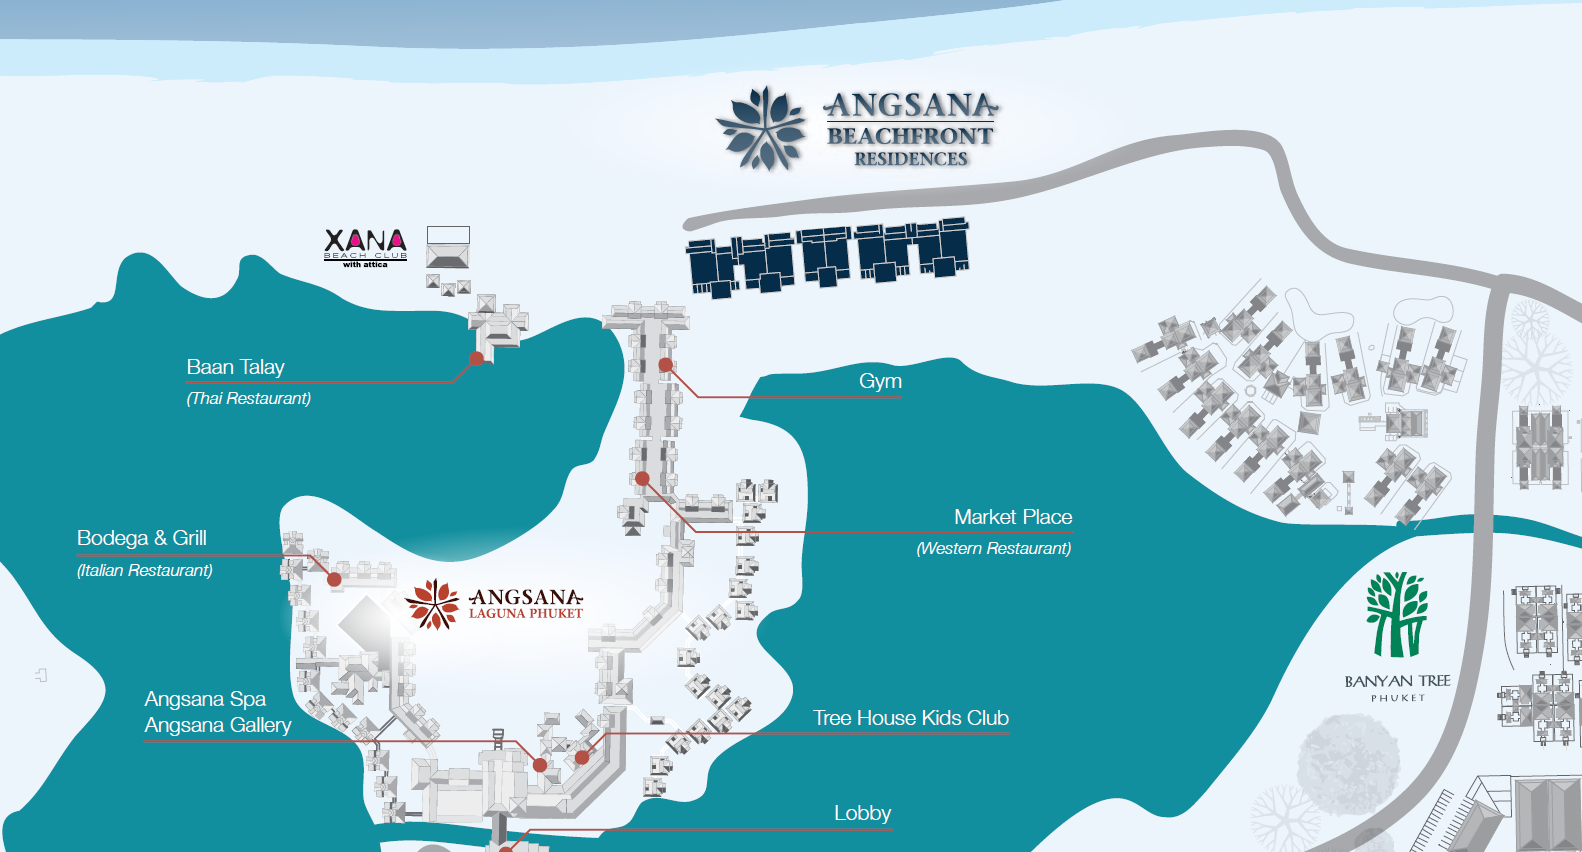 ANGSANA
BEACHFRONT
RESIDENCES
XANA
BEACH CLUB
with attica
Baan Talay
(Thai Restaurant)
Gym
Market Place
(Western Restaurant)
Bodega & Grill
(Italian Restaurant)
ANGSANA
LAGUNA PHUKET
BANYAN TREE
PHUKET
Angsana Spa
Angsana Gallery
Tree House Kids Club
Lobby